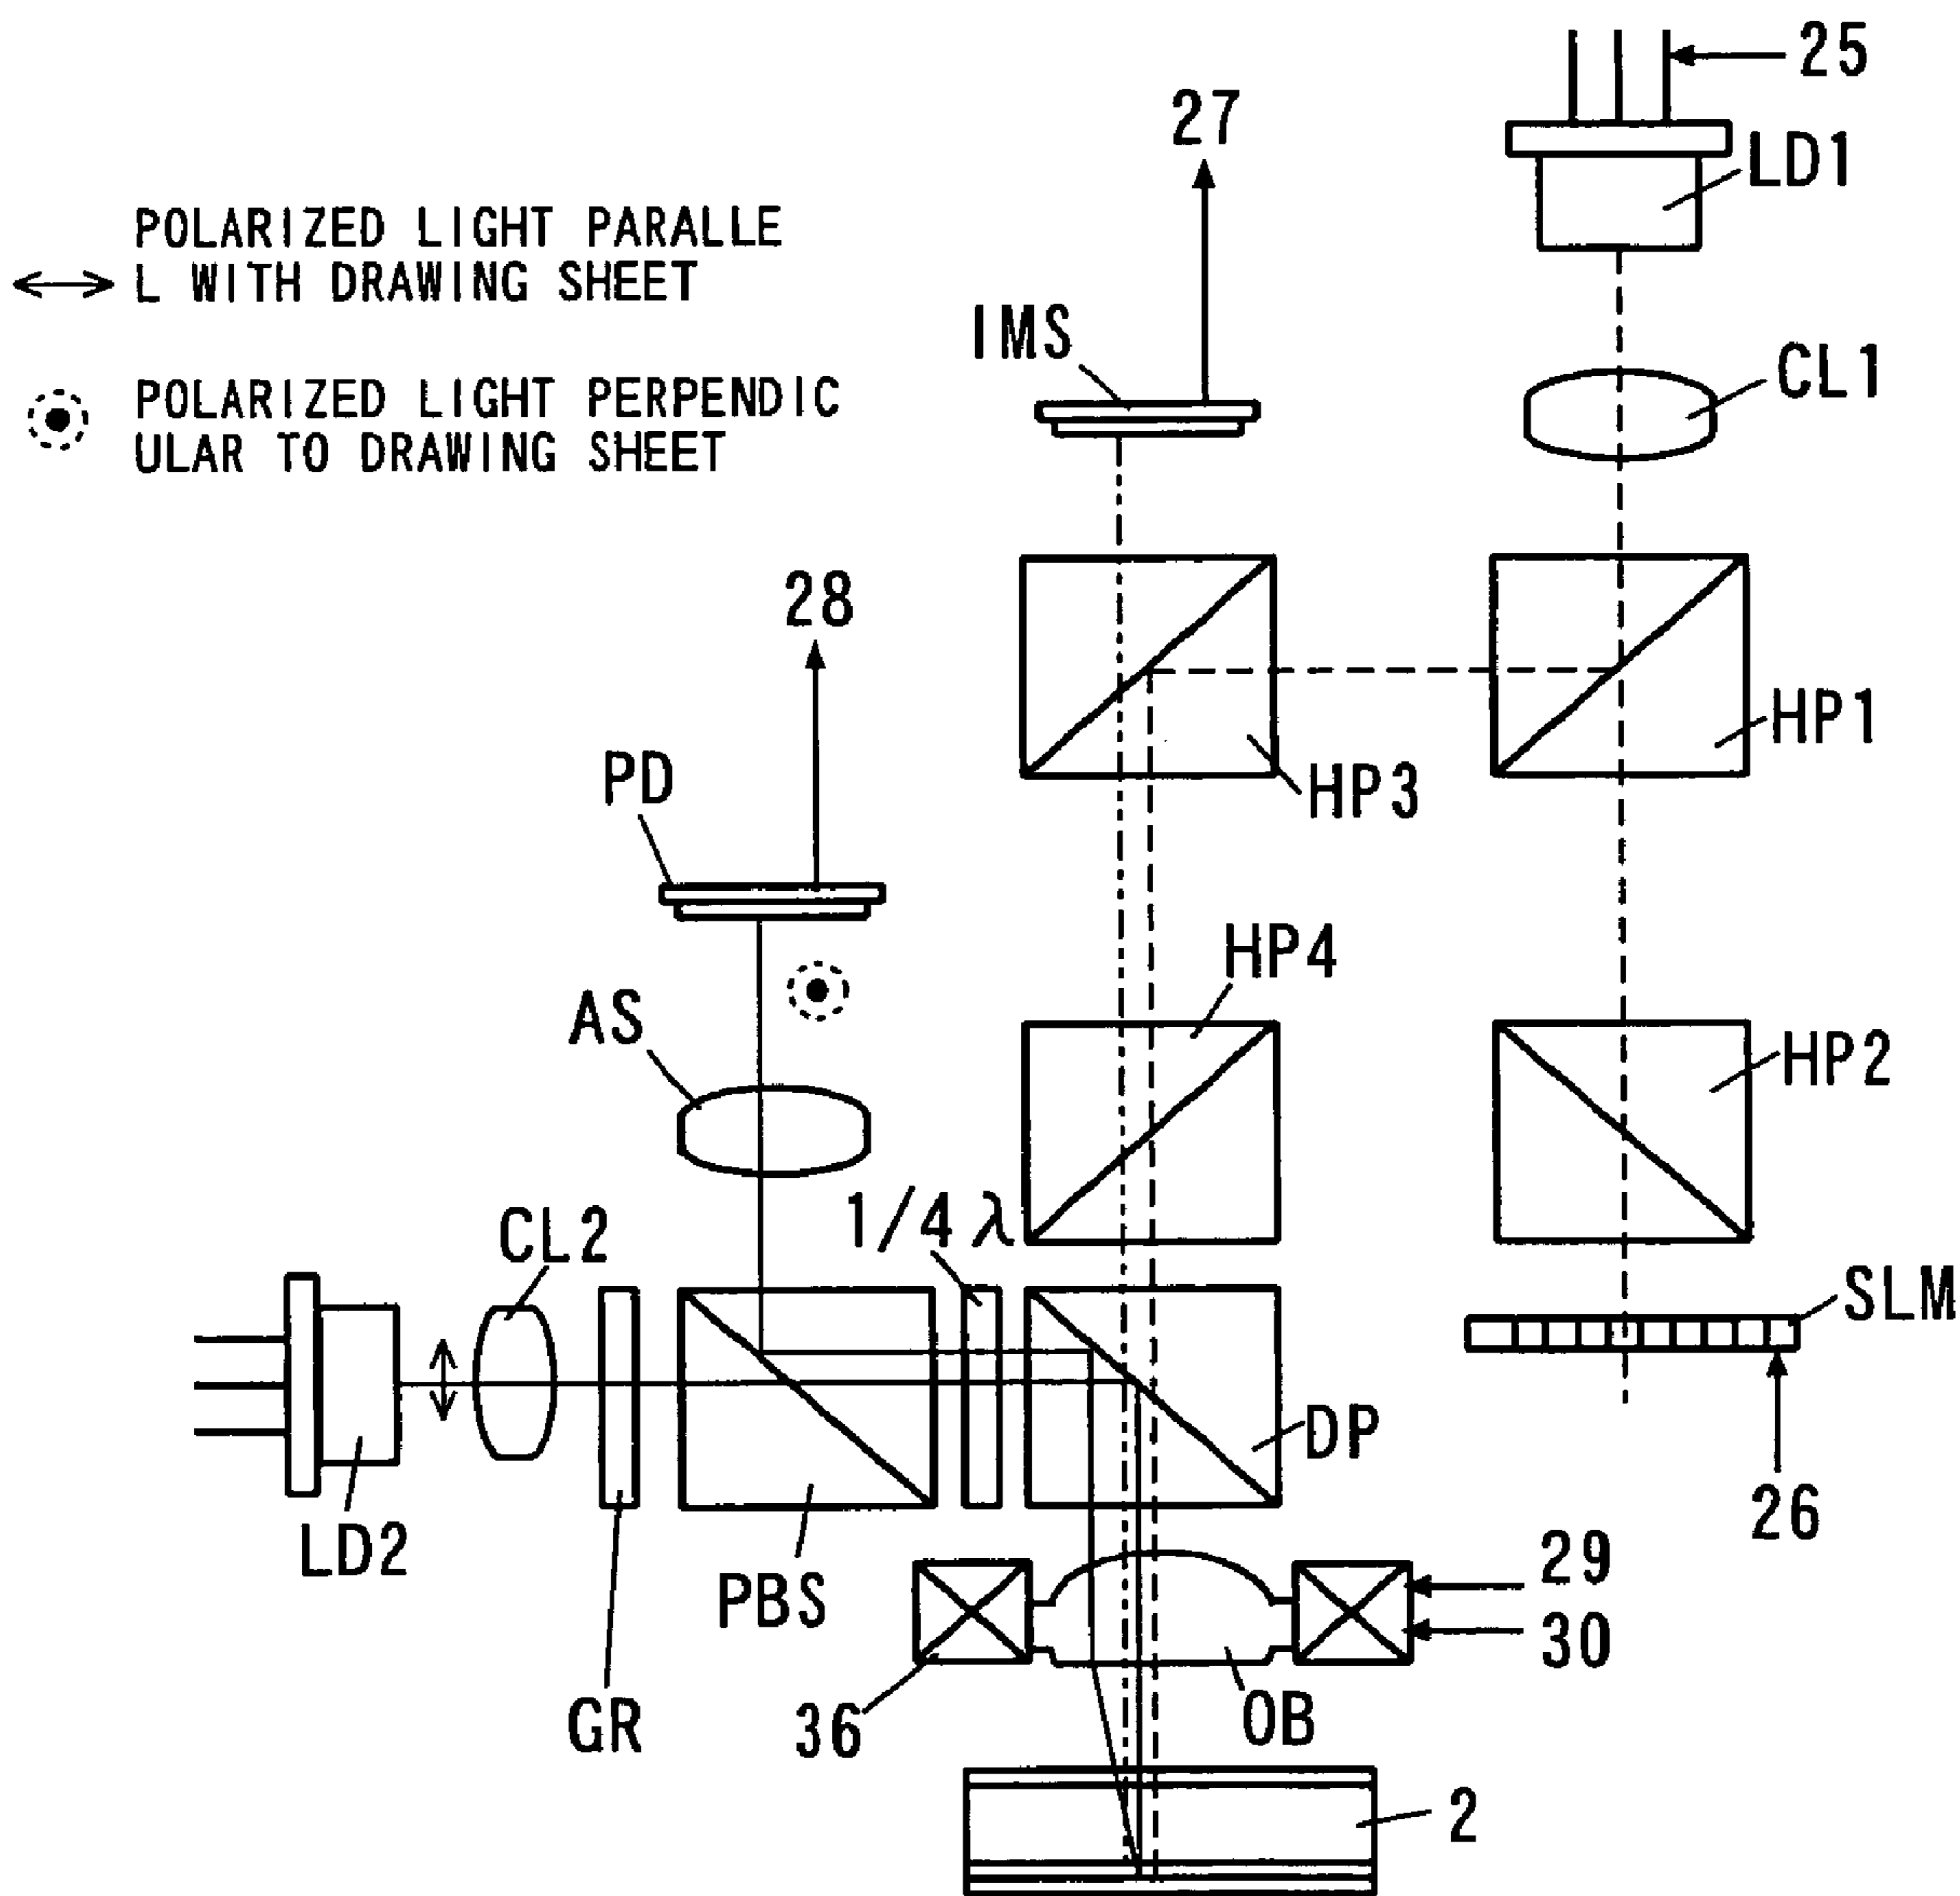 25
27
LD1
POLARIZED LIGHT PARALLE
L WITH DRAWING SHEET
IMS
CL1
POLARIZED LIGHT PERPENDIC
ULAR TO DRAWING SHEET
28
HP1
PD
HP3
HP4
AS
HP2
1/4 λ
CL2
SLM
DP
26
LD2
29
PBS
30
GR
36
OB
2